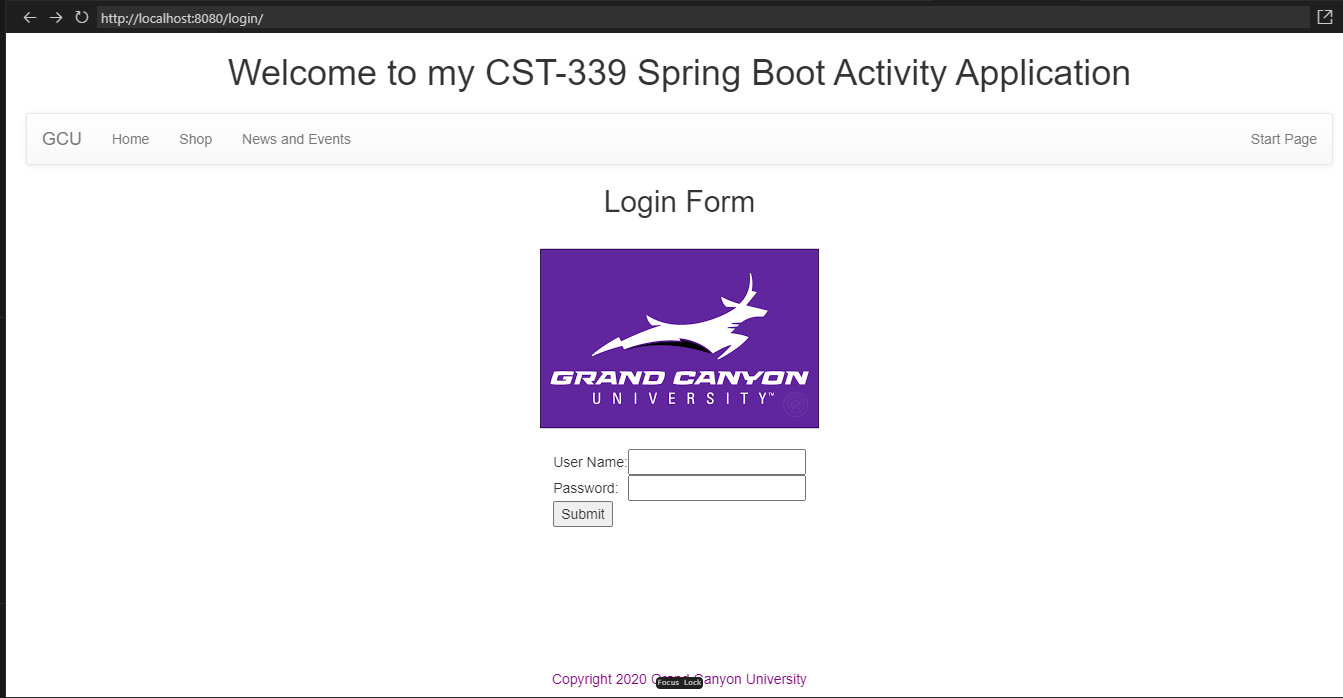 http://localhost:8080/login/
Welcome to my CST-339 Spring Boot Activity Application
GCU Home Shop News and Events Start Page
Login Form
GRAND CANYON
UNIVERSITY™
User Name:
Password:
Submit
Copyright 2020 Grand Canyon University
Focus Lock